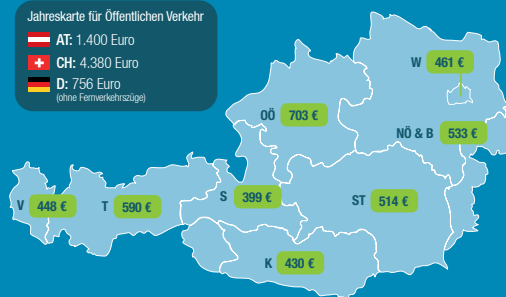 Jahreskarte für Öffentlichen Verkehr
AT: 1.400 Euro
CH: 4.380 Euro
D: 756 Euro
(ohne Fernverkehrszüge)
W 461 €
OÖ 703 €
NÖ & B 533 €
V 448 €
T 590 €
S 399 €
ST 514 €
K 430 €